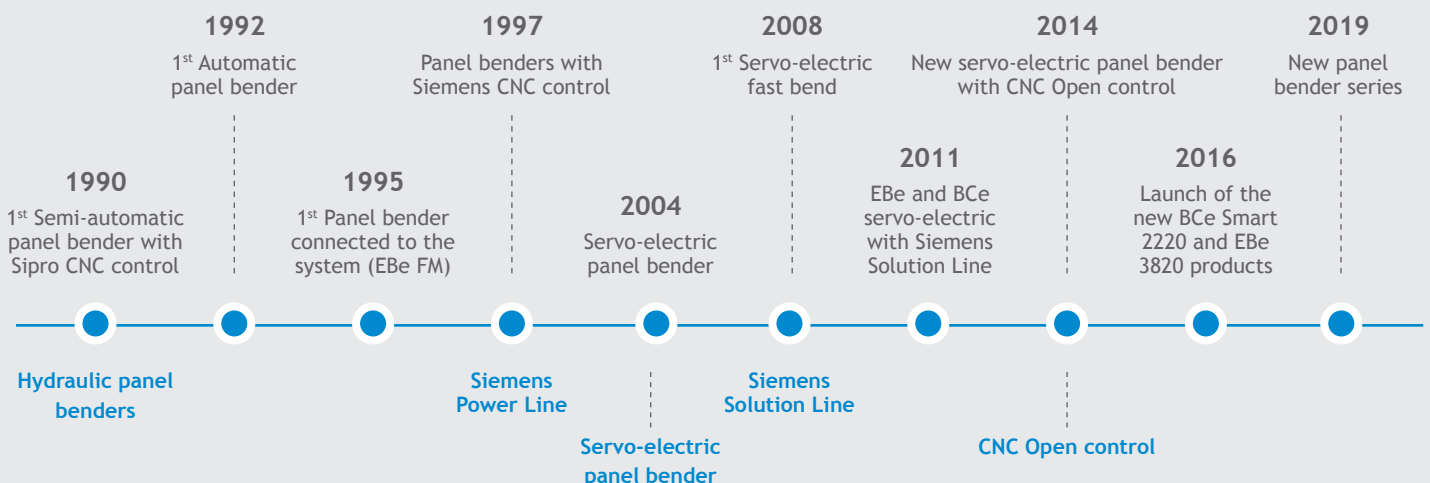 1992
1st Automatic
panel bender
1997
Panel benders with
Siemens CNC control
2008
1st Servo-electric
fast bend
2014
New servo-electric panel bender
with CNC Open control
2019
New panel
bender series
1990
1st Semi-automatic
panel bender with
Sipro CNC control
1995
1st Panel bender
connected to the
system (EBe FM)
2004
Servo-electric
panel bender
2011
EBe and BCe
servo-electric
with Siemens
Solution Line
2016
Launch of the
new BCe Smart
2220 and EBe
3820 products
Hydraulic panel
benders
Siemens
Power Line
Servo-electric
panel bender
Siemens
Solution Line
CNC Open control